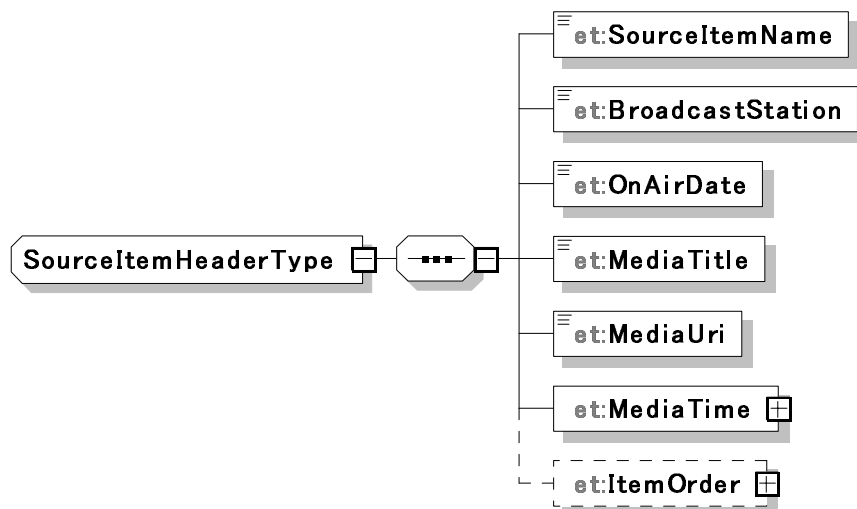 et:SourceItemName
et:BroadcastStation
et:OnAirDate
SourceItemHeaderType
et:MediaTitle
et:MediaUri
et:MediaTime
et:ItemOrder